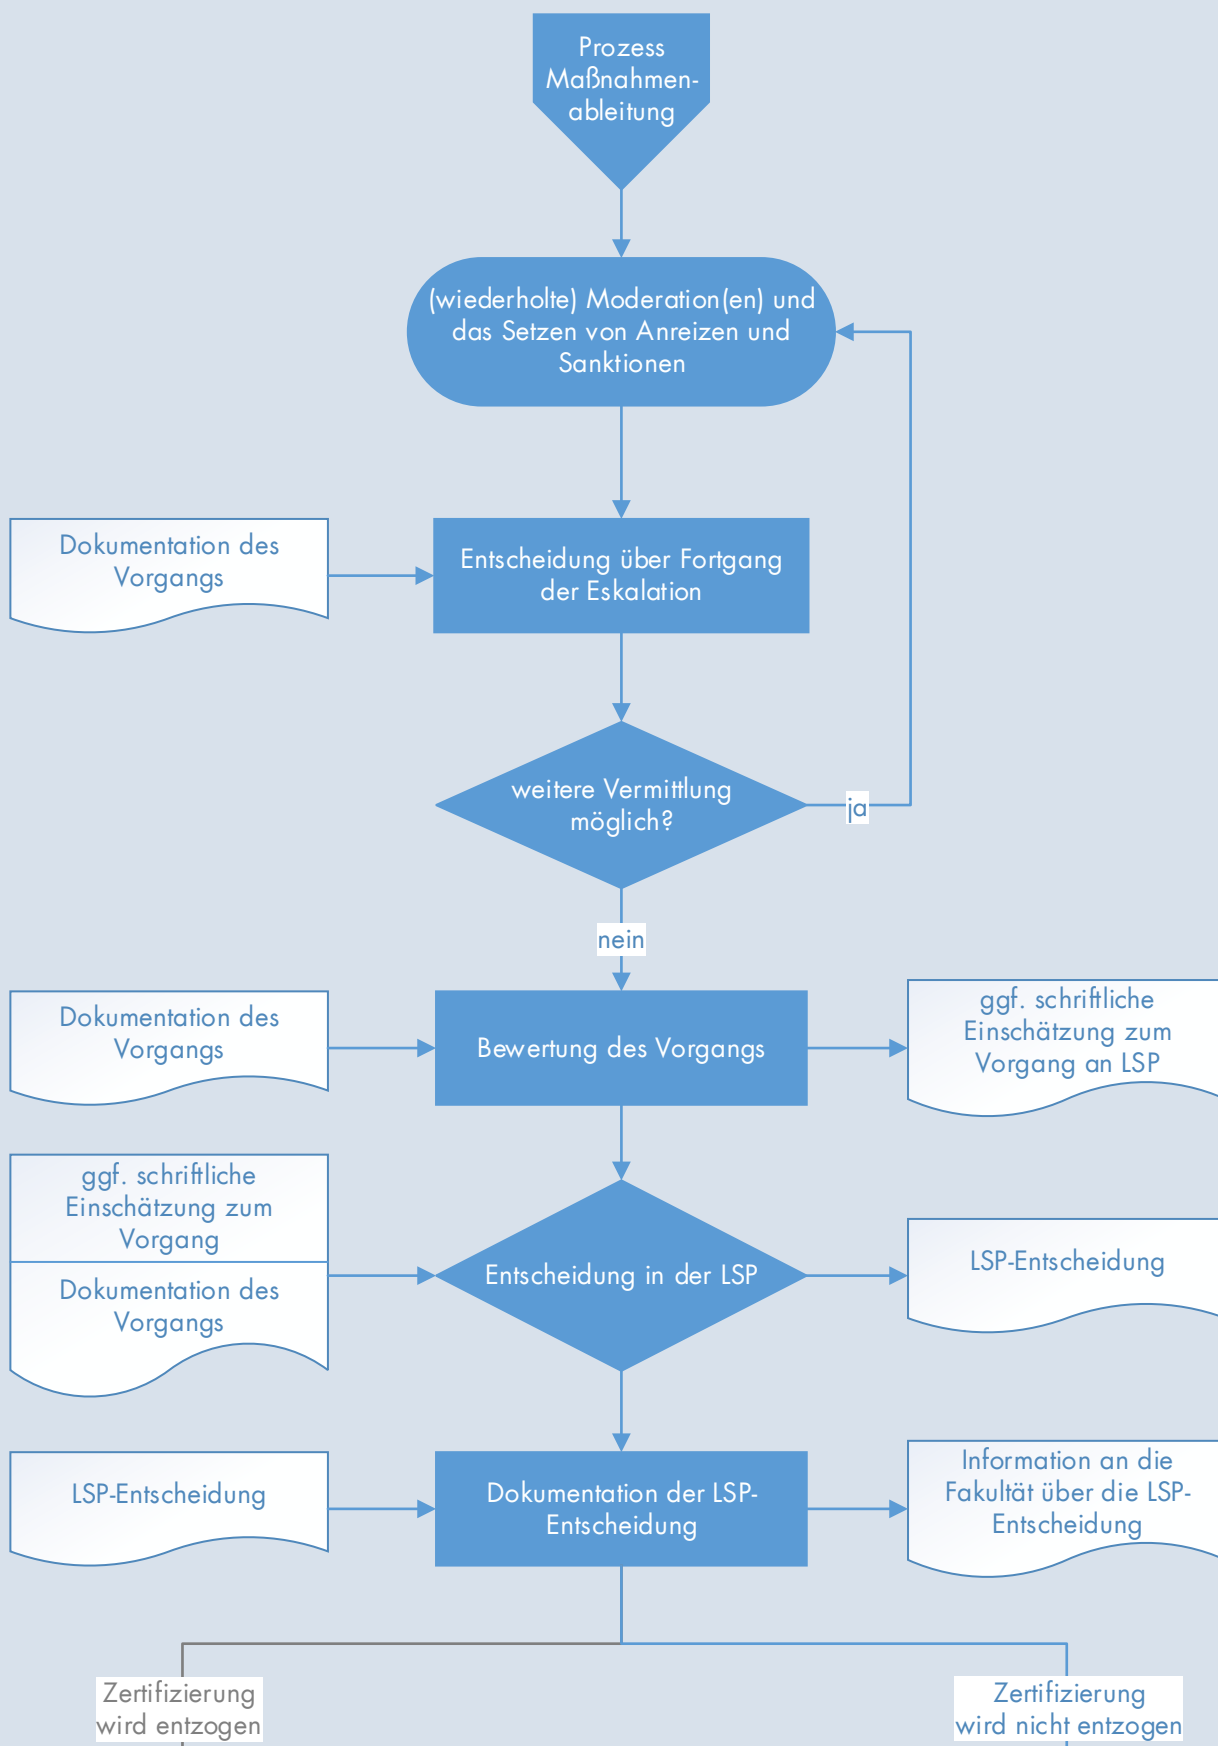 Prozess
Maßnahmen-
ableitung
(wiederholte) Moderation(en) und
das Setzen von Anreizen und
Sanktionen
Dokumentation des
Vorgangs
Entscheidung über Fortgang
der Eskalation
weitere Vermittlung
möglich?
ja
nein
Dokumentation des
Vorgangs
Bewertung des Vorgangs
ggf. schriftliche
Einschätzung zum
Vorgang an LSP
ggf. schriftliche
Einschätzung zum
Vorgang
Dokumentation des
Vorgangs
Entscheidung in der LSP
LSP-Entscheidung
LSP-Entscheidung
Dokumentation der LSP-
Entscheidung
Information an die
Fakultät über die LSP-
Entscheidung
Zertifizierung
wird entzogen
Zertifizierung
wird nicht entzogen